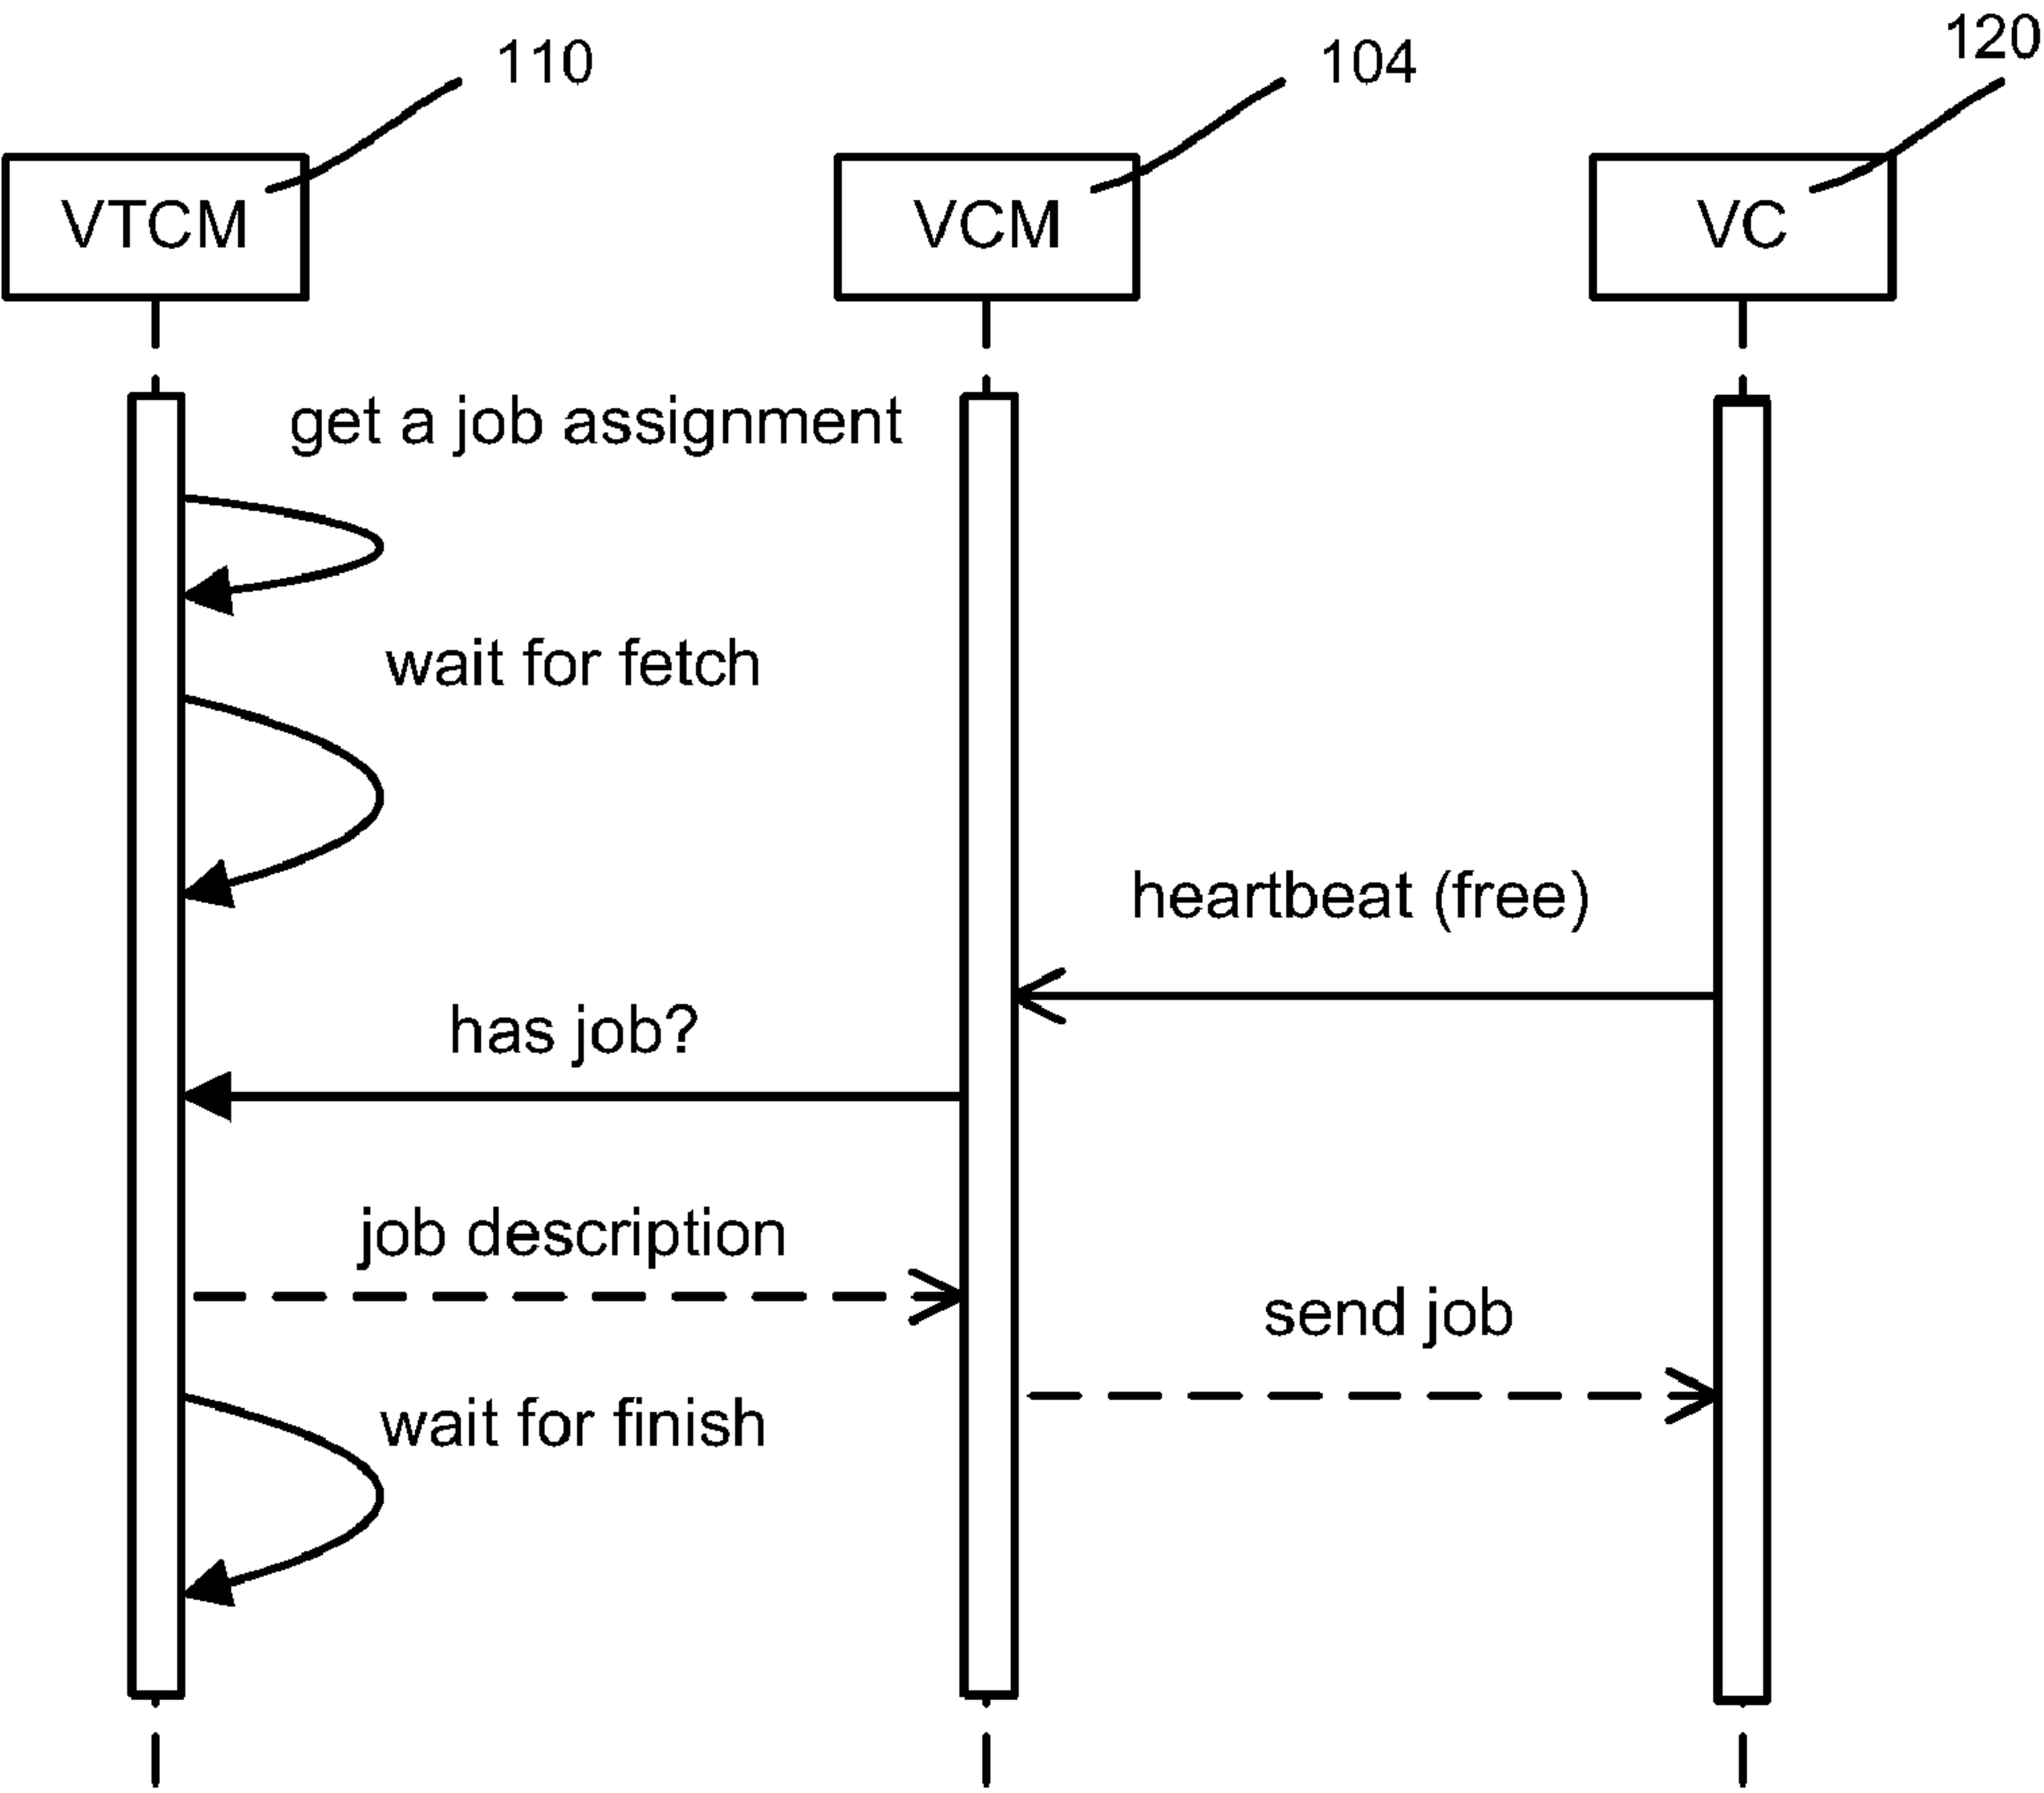 110
104
120
VTCM
VCM
VC
get a job assignment
wait for fetch
heartbeat (free)
has job?
job description
send job
wait for finish